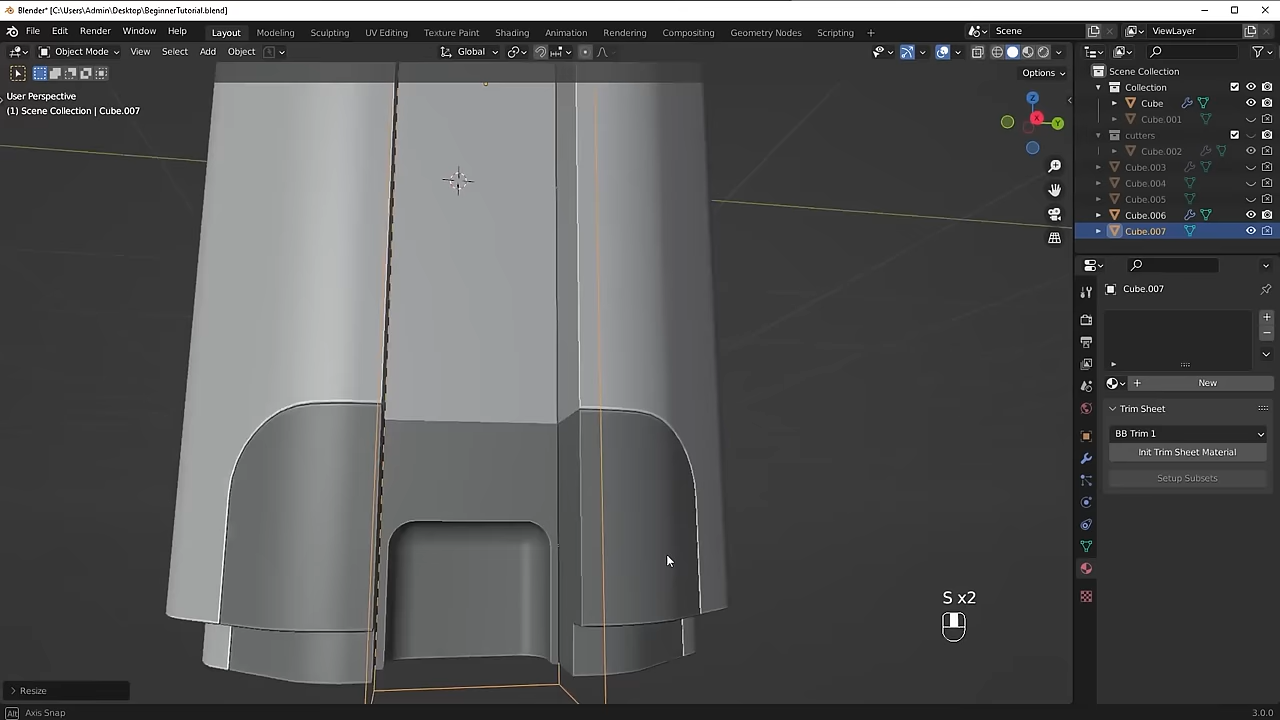 Blender* [C:\Users\Admin\Desktop\BeginnerTutorial.blend]
File Edit Render Window Help Layout Modeling Sculpting UV Editing Texture Paint Shading Animation Rendering Compositing Geometry Nodes Scripting + Scene ViewLayer
Object Mode View Select Add Object Global
Options
User Perspective
(1) Scene Collection | Cube.007
Z
X
Y
Scene Collection
Collection
Cube
Cube.001
cutters
Cube.002
Cube.003
Cube.004
Cube.005
Cube.006
Cube.007
Cube.007
New
Trim Sheet
BB Trim 1
Init Trim Sheet Material
Setup Subsets
S x2
Resize
Alt Axis Snap
3.0.0